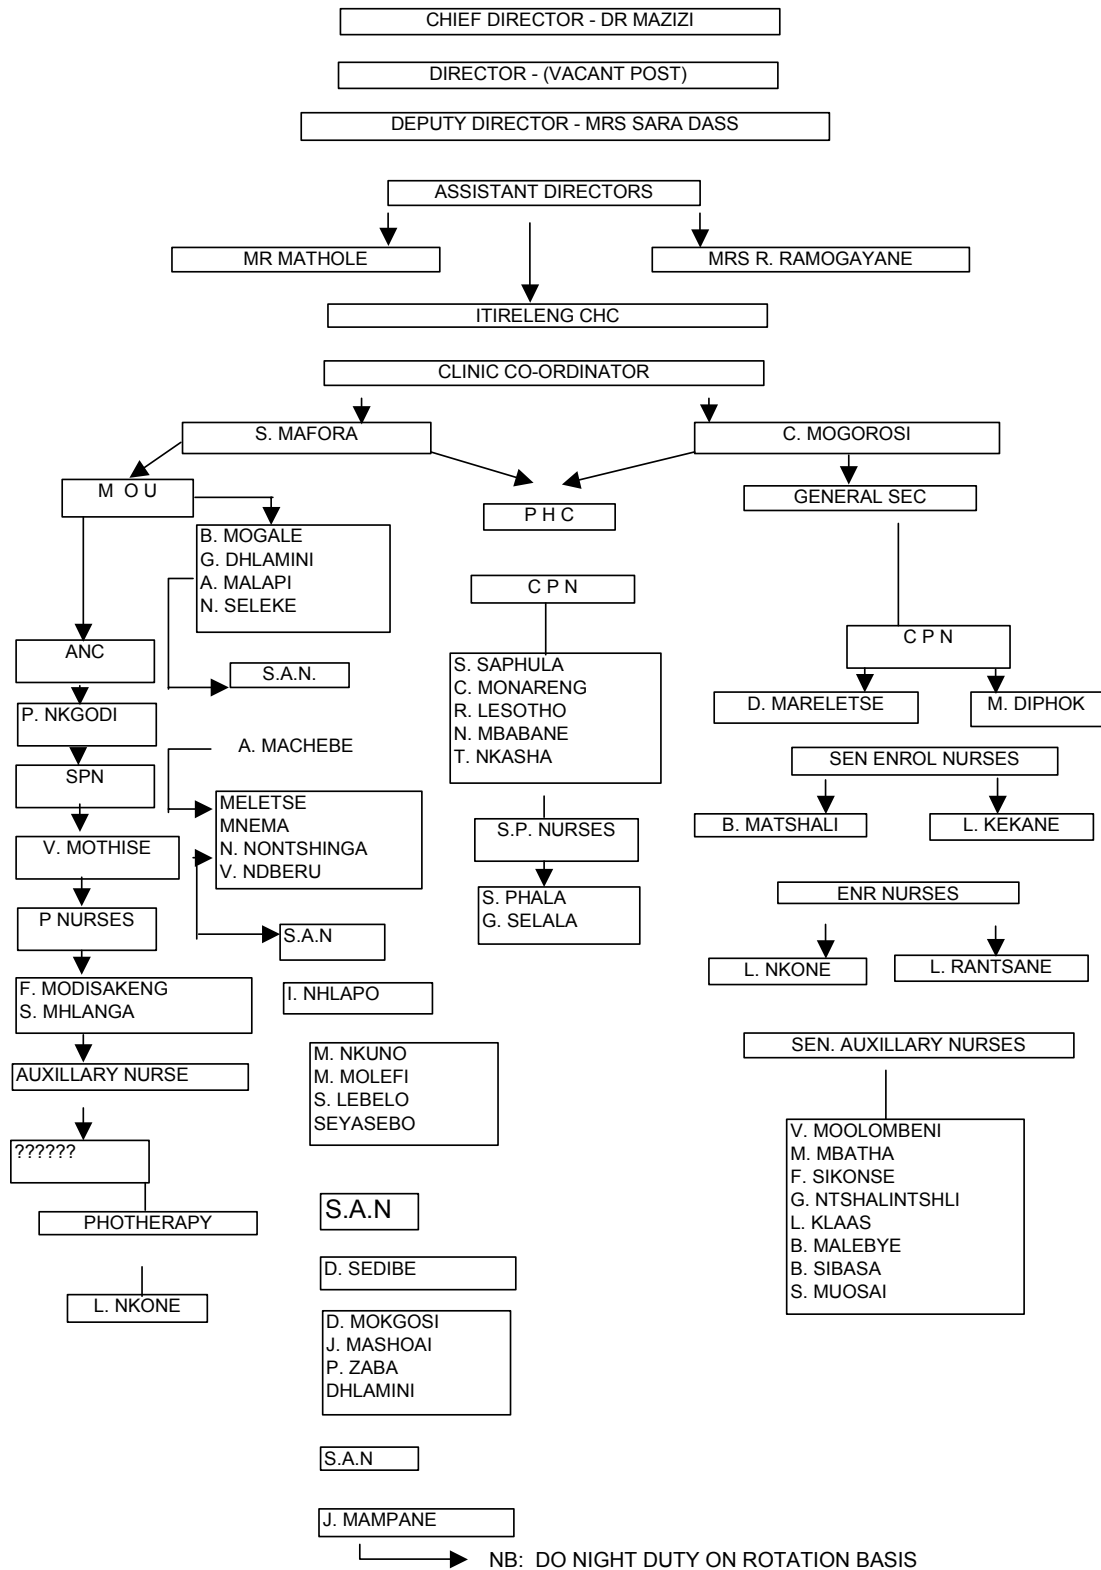 CHIEF DIRECTOR - DR MAZIZI
DIRECTOR - (VACANT POST)
DEPUTY DIRECTOR - MRS SARA DASS
ASSISTANT DIRECTORS
MR MATHOLE
MRS R. RAMOGAYANE
ITIRELENG CHC
CLINIC CO-ORDINATOR
S. MAFORA
C. MOGOROSI
M O U
B. MOGALE
G. DHLAMINI
A. MALAPI
N. SELEKE
S.A.N.
A. MACHEBE
MELETSE
MNEMA
N. NONTSHINGA
V. NDBERU
S.A.N
I. NHLAPO
M. NKUNO
M. MOLEFI
S. LEBELO
SEYASEBO
S.A.N
D. SEDIBE
D. MOKGOSI
J. MASHOAI
P. ZABA
DHLAMINI
S.A.N
J. MAMPANE
NB: DO NIGHT DUTY ON ROTATION BASIS
ANC
P. NKGODI
SPN
V. MOTHISE
P NURSES
F. MODISAKENG
S. MHLANGA
AUXILLARY NURSE
??????
PHOTHERAPY
L. NKONE
P H C
C P N
S. SAPHULA
C. MONARENG
R. LESOTHO
N. MBABANE
T. NKASHA
S.P. NURSES
S. PHALA
G. SELALA
GENERAL SEC
C P N
D. MARELETSE
M. DIPHOK
SEN ENROL NURSES
B. MATSHALI
L. KEKANE
ENR NURSES
L. NKONE
L. RANTSANE
SEN. AUXILLARY NURSES
V. MOOLOMBENI
M. MBATHA
F. SIKONSE
G. NTSHALINTSHLI
L. KLAAS
B. MALEBYE
B. SIBASA
S. MUOSAI